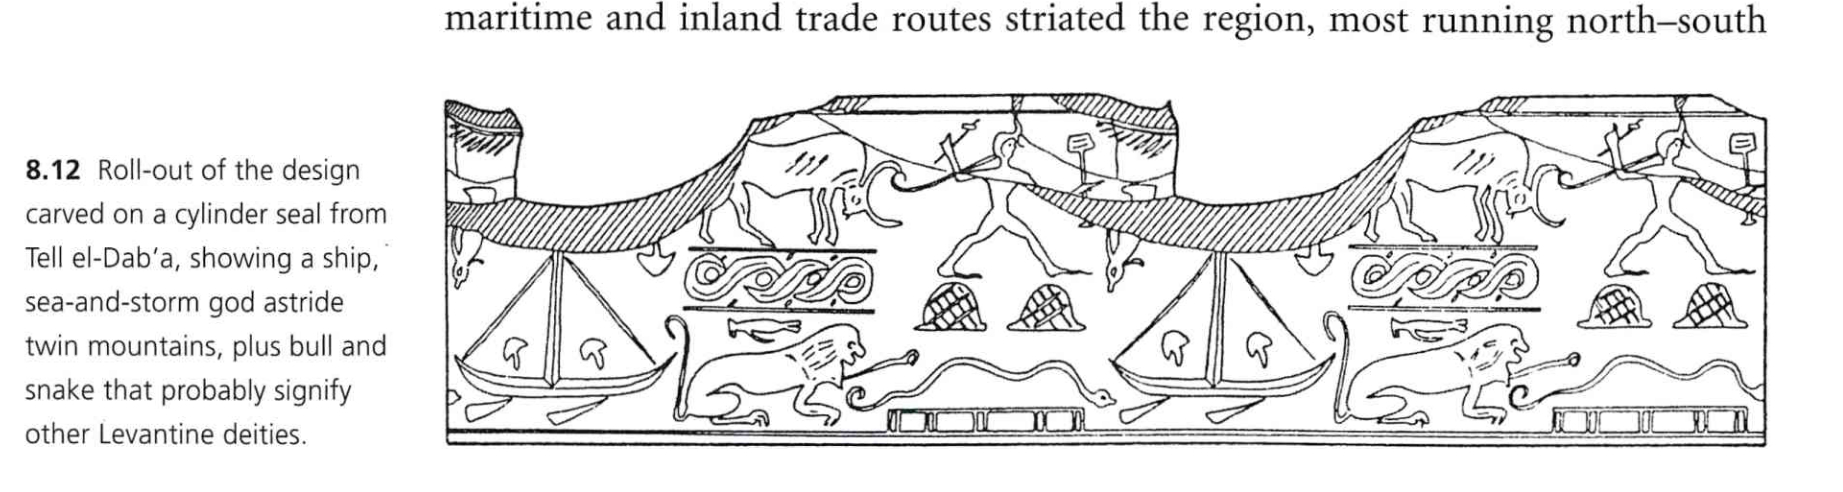 maritime and inland trade routes striated the region, most running north–south
8.12 Roll-out of the design
carved on a cylinder seal from
Tell el-Dab‘a, showing a ship,
sea-and-storm god astride
twin mountains, plus bull and
snake that probably signify
other Levantine deities.